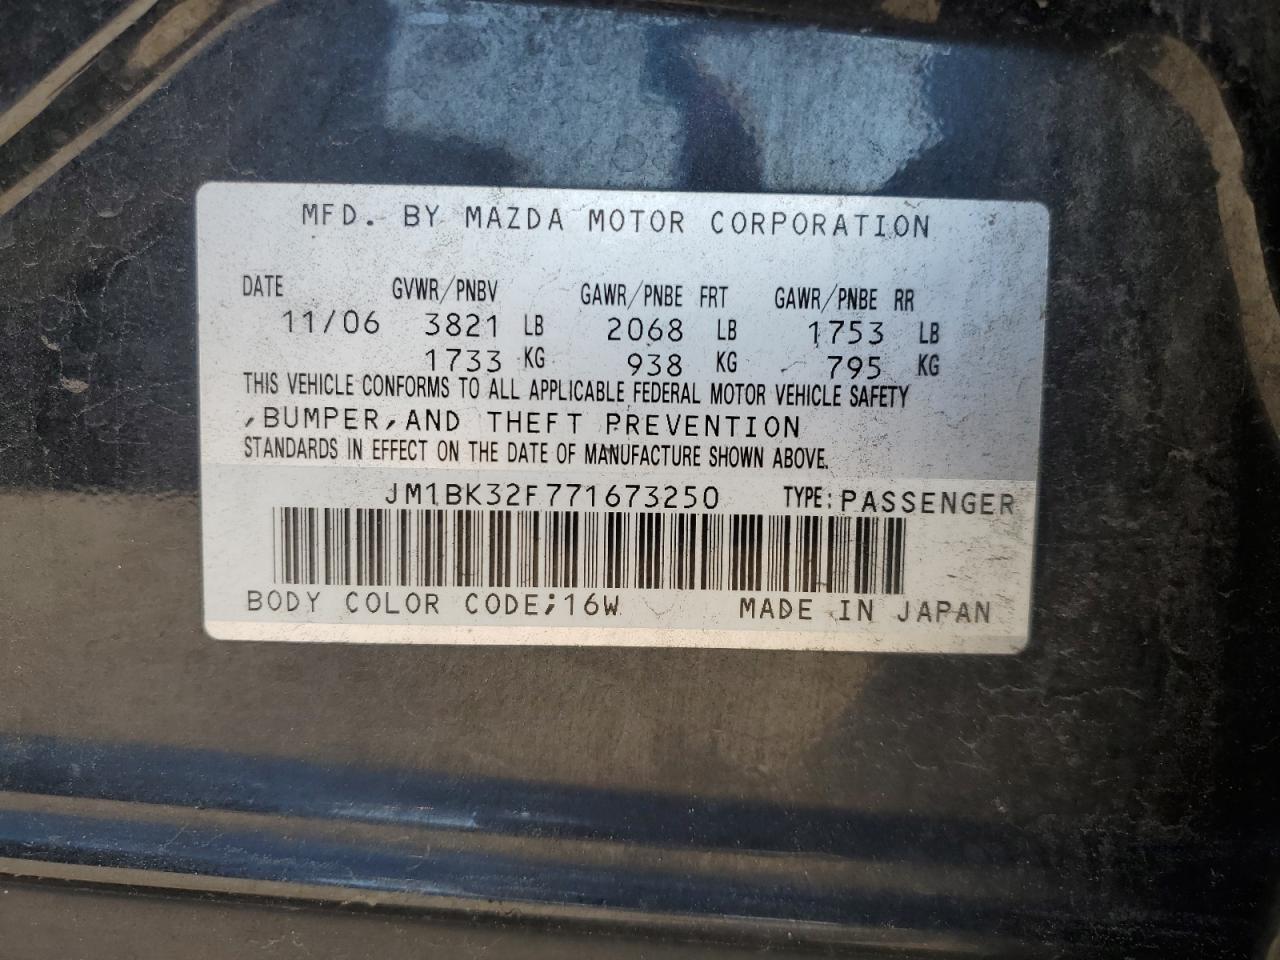 MFD. BY MAZDA MOTOR CORPORATION
DATE GVWR/PNBV GAWR/PNBE FRT GAWR/PNBE RR
11/06 3821 LB 2068 LB 1753 LB
1733 KG 938 KG 795 KG
THIS VEHICLE CONFORMS TO ALL APPLICABLE FEDERAL MOTOR VEHICLE SAFETY
,BUMPER,AND THEFT PREVENTION
STANDARDS IN EFFECT ON THE DATE OF MANUFACTURE SHOWN ABOVE.
JM1BK32F771673250 TYPE: PASSENGER
BODY COLOR CODE;16W MADE IN JAPAN